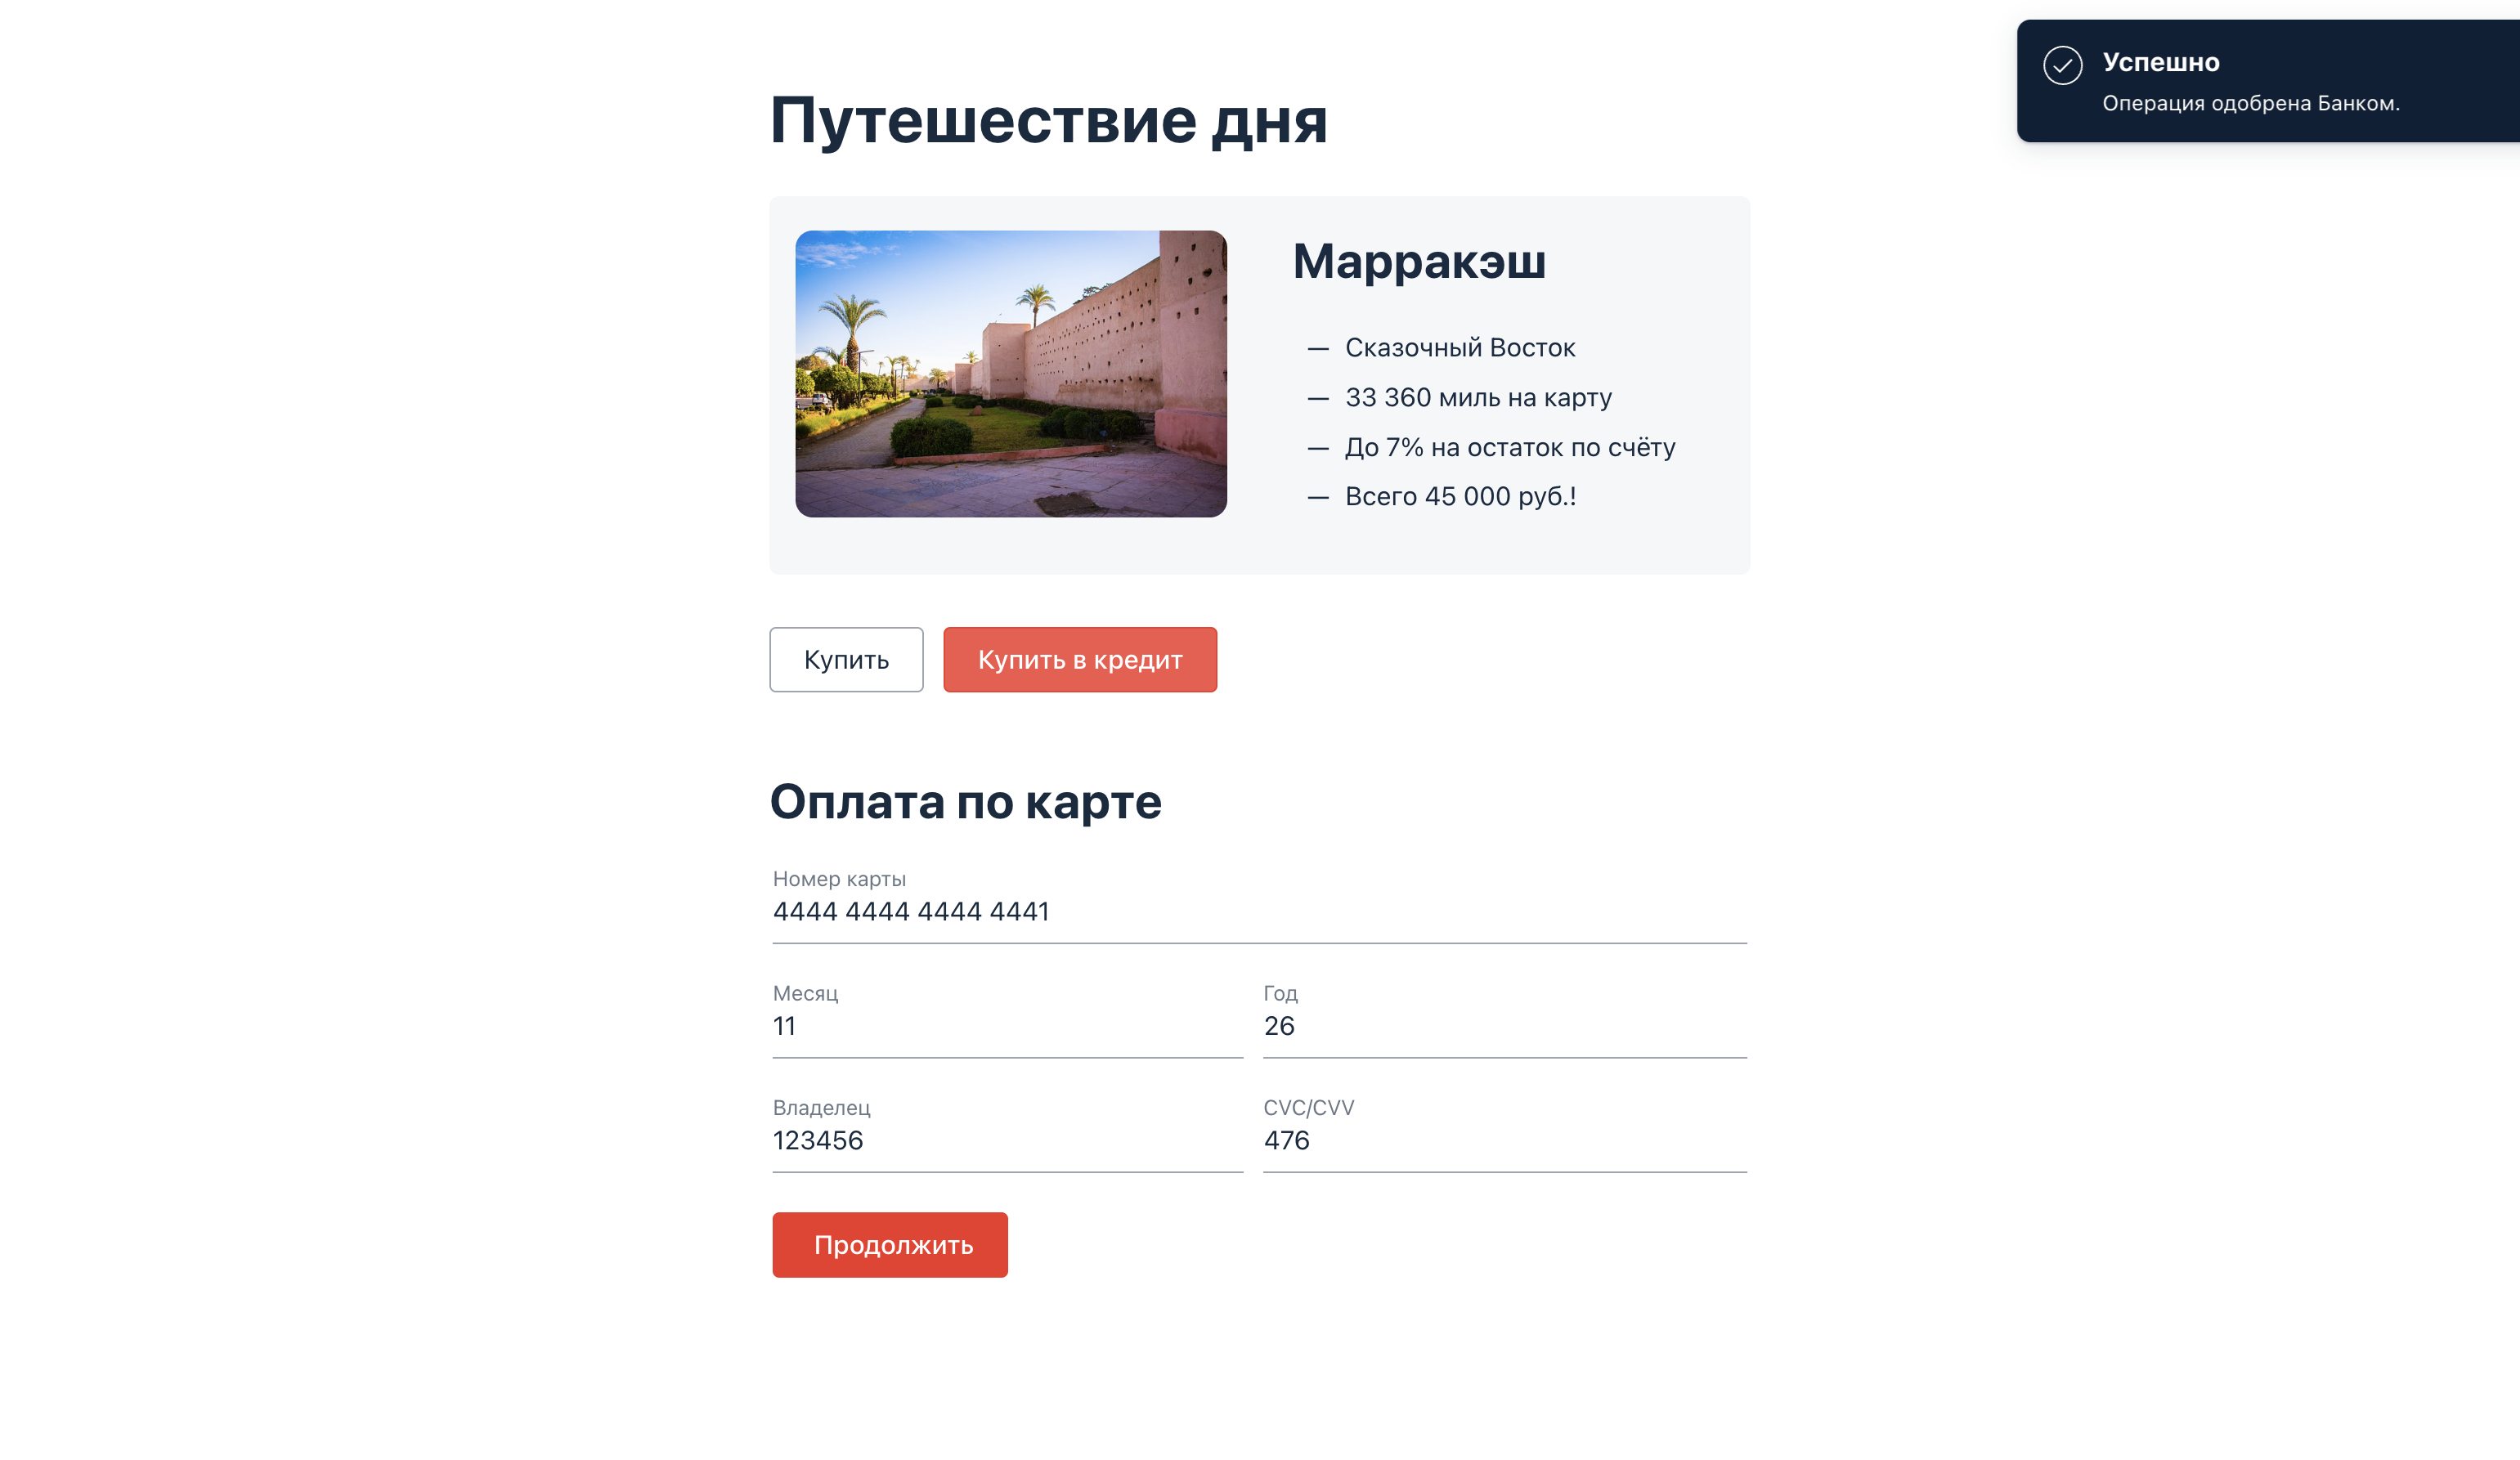 Успешно
Операция одобрена Банком.
Путешествие дня
Марракэш
— Сказочный Восток
— 33 360 миль на карту
— До 7% на остаток по счёту
— Всего 45 000 руб.!
Купить
Купить в кредит
Оплата по карте
Номер карты
4444 4444 4444 4441
Месяц
11
Год
26
Владелец
123456
CVC/CVV
476
Продолжить